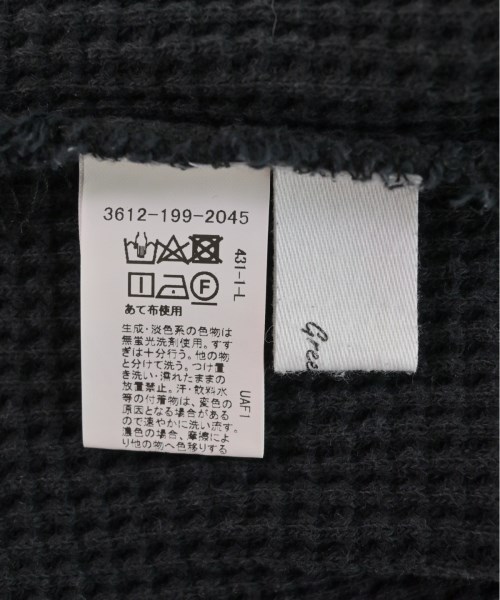 3612-199-2045
431-1-L
F
あて布使用
生成・淡色系の色物は
無蛍光洗剤使用。すす
ぎは十分行う。他の物
と分けて洗う。つけ置
き洗い・濡れたままの
放置禁止。汗・飲料水
等の付着物は、変色の
原因となる場合がある
ので速やかに洗い流す。
濃色の場合、摩擦によ
り他の物へ色移りする
UAF1
Gree